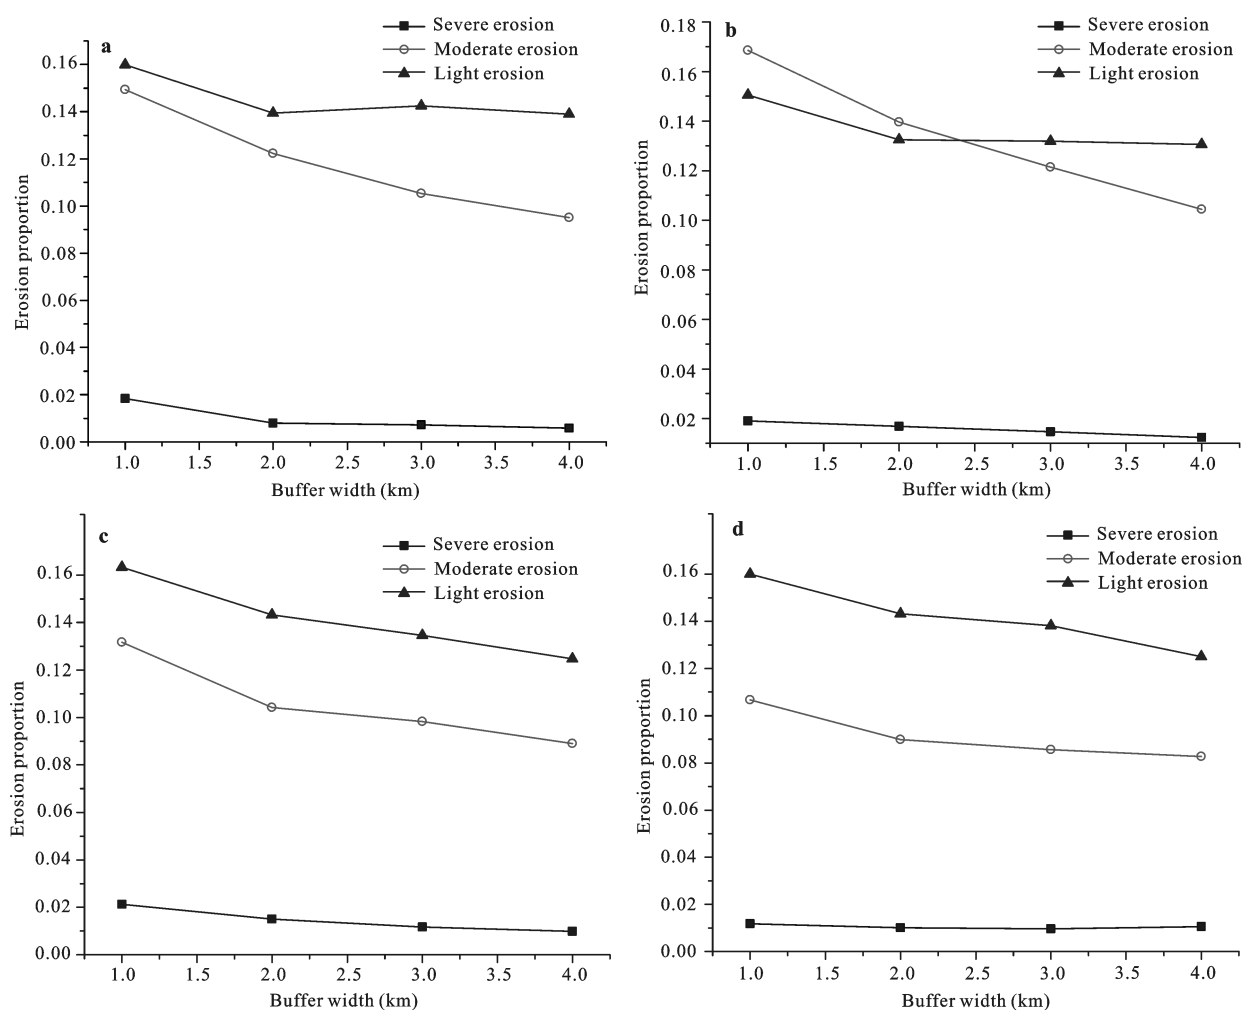 a
Severe erosion
Moderate erosion
Light erosion
0.16
0.14
0.12
0.10
0.08
0.06
0.04
0.02
0.00
Erosion proportion
1.0 1.5 2.0 2.5 3.0 3.5 4.0
Buffer width (km)
b
Severe erosion
Moderate erosion
Light erosion
0.18
0.16
0.14
0.12
0.10
0.08
0.06
0.04
0.02
Erosion proportion
1.0 1.5 2.0 2.5 3.0 3.5 4.0
Buffer width (km)
c
Severe erosion
Moderate erosion
Light erosion
0.16
0.14
0.12
0.10
0.08
0.06
0.04
0.02
0.00
Erosion proportion
1.0 1.5 2.0 2.5 3.0 3.5 4.0
Buffer width (km)
d
Severe erosion
Moderate erosion
Light erosion
0.16
0.14
0.12
0.10
0.08
0.06
0.04
0.02
0.00
Erosion proportion
1.0 1.5 2.0 2.5 3.0 3.5 4.0
Buffer width (km)